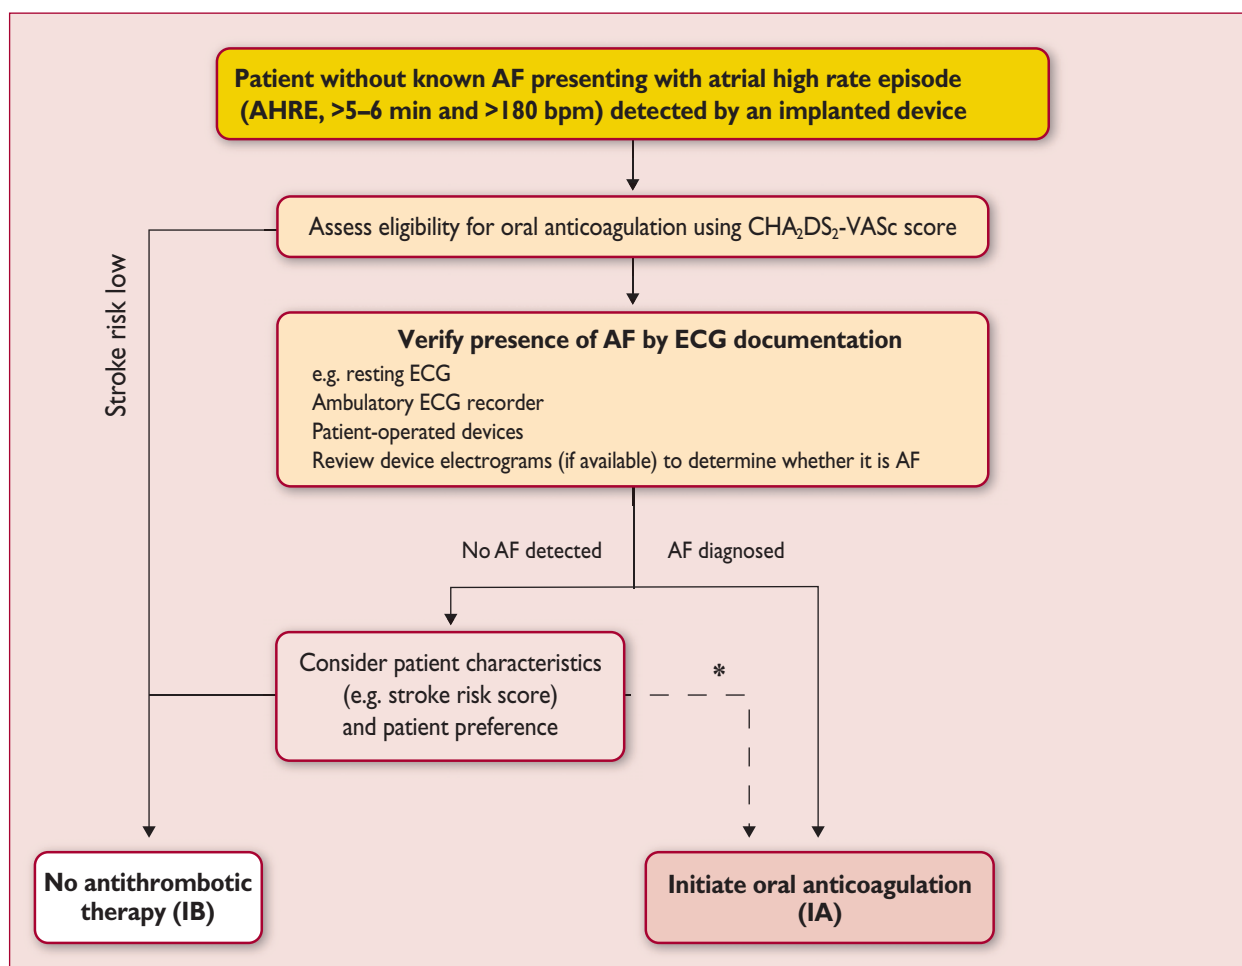 Patient without known AF presenting with atrial high rate episode
(AHRE, >5–6 min and >180 bpm) detected by an implanted device
Assess eligibility for oral anticoagulation using CHA₂DS₂-VASc score
Stroke risk low
Verify presence of AF by ECG documentation
e.g. resting ECG
Ambulatory ECG recorder
Patient-operated devices
Review device electrograms (if available) to determine whether it is AF
No AF detected
AF diagnosed
Consider patient characteristics
(e.g. stroke risk score)
and patient preference
*
No antithrombotic
therapy (IB)
Initiate oral anticoagulation
(IA)